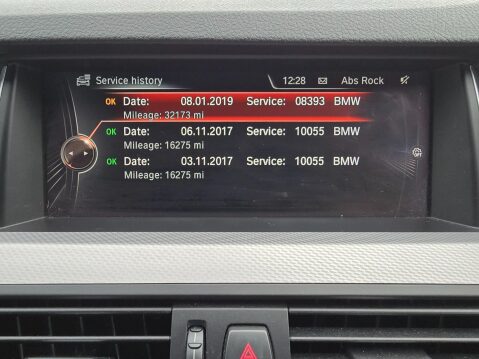 Service history 12:28 Abs Rock
OK Date: 08.01.2019 Service: 08393 BMW
Mileage: 32173 mi
OK Date: 06.11.2017 Service: 10055 BMW
Mileage: 16275 mi
OK Date: 03.11.2017 Service: 10055 BMW
Mileage: 16275 mi